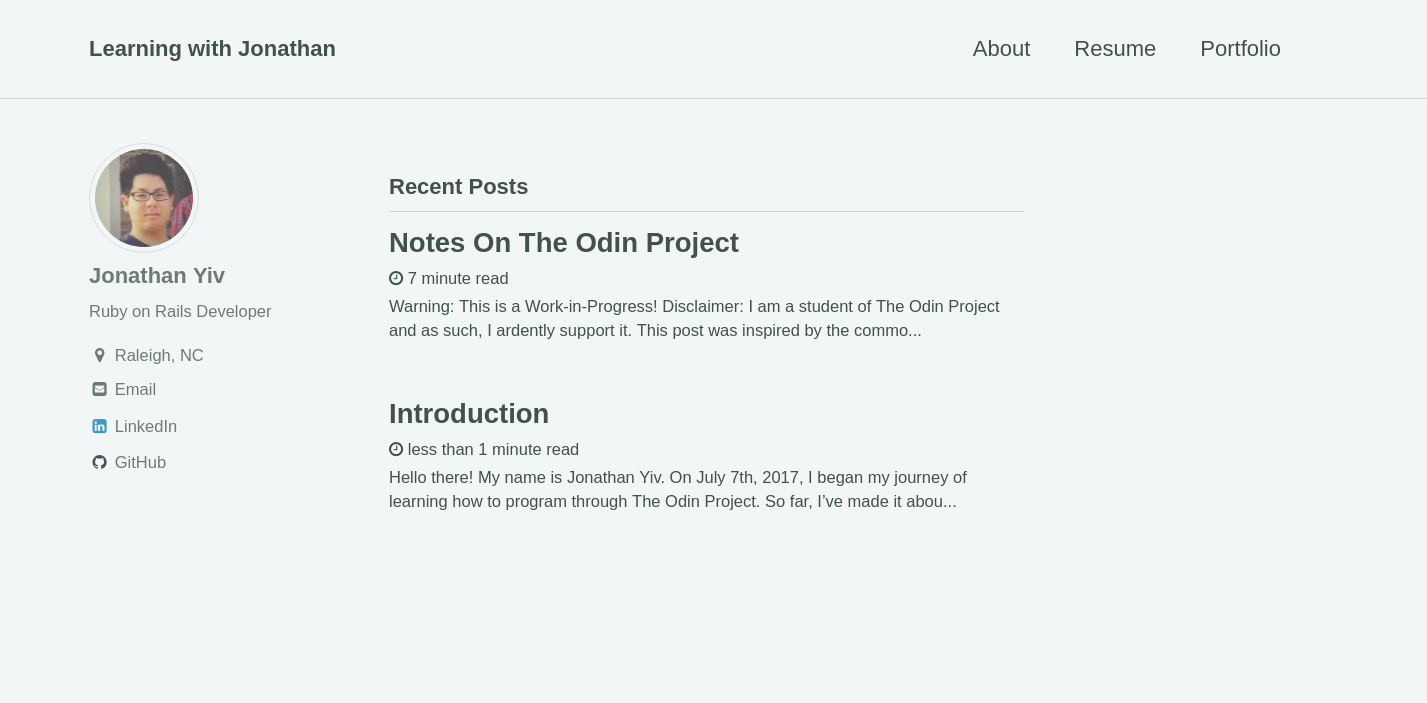 Learning with Jonathan
About Resume Portfolio
Jonathan Yiv
Ruby on Rails Developer
Raleigh, NC
Email
LinkedIn
GitHub
Recent Posts
Notes On The Odin Project
7 minute read
Warning: This is a Work-in-Progress! Disclaimer: I am a student of The Odin Project
and as such, I ardently support it. This post was inspired by the commo...
Introduction
less than 1 minute read
Hello there! My name is Jonathan Yiv. On July 7th, 2017, I began my journey of
learning how to program through The Odin Project. So far, I’ve made it abou...